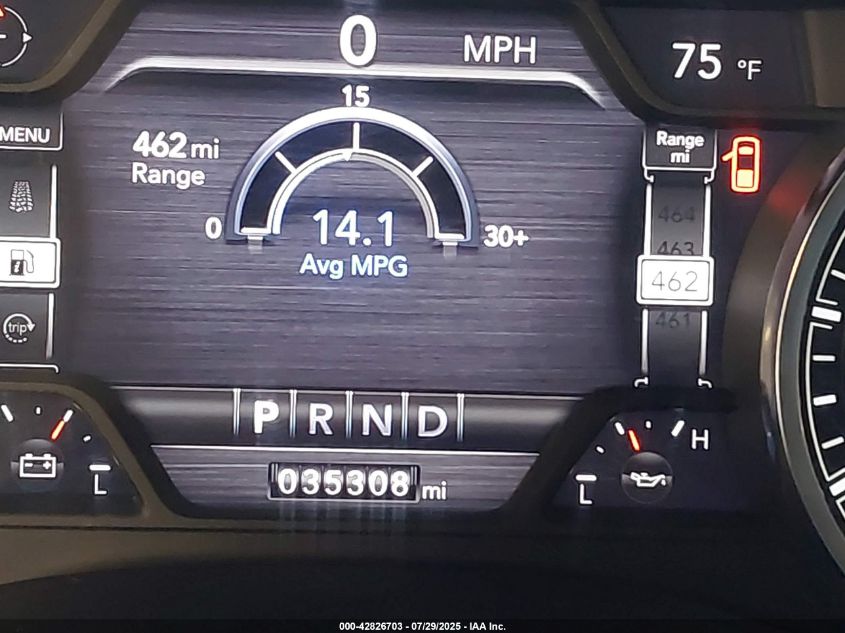 0 MPH
75 °F
15
MENU
462 mi
Range
Range
mi
464
463
462
461
0
14.1
30+
Avg MPG
i
trip
P R N D
L
035308 mi
L
H
000-42826703 - 07/29/2025 - IAA Inc.